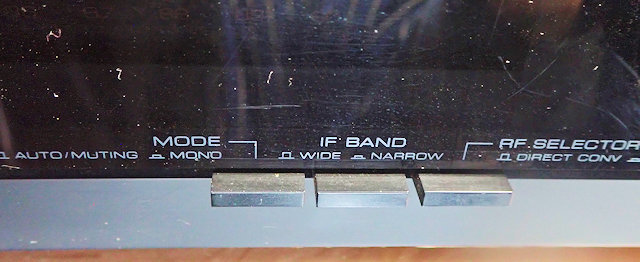 MODE IF BAND RF.SELECTOR
AUTO/MUTING MONO WIDE NARROW DIRECT CONV